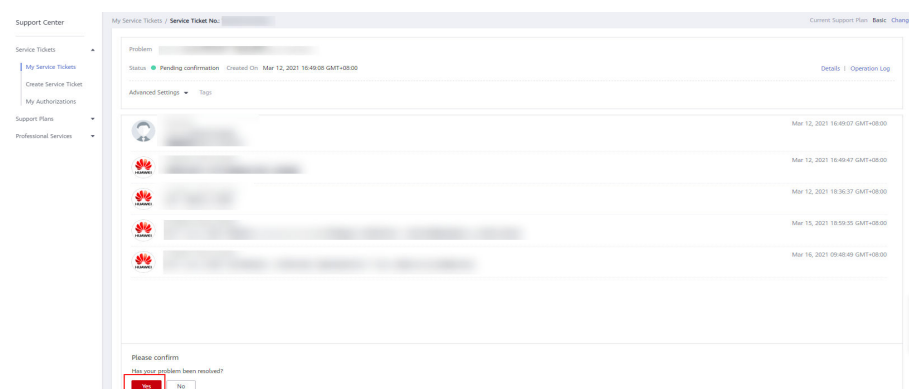 Support Center
My Service Tickets / Service Ticket No.:
Current Support Plan: Basic Chang
Service Tickets
My Service Tickets
Create Service Ticket
My Authorizations
Support Plans
Professional Services
Problem
Status Pending confirmation Created On Mar 12, 2021 16:49:08 GMT+08:00
Details | Operation Log
Advanced Settings Tags
Mar 12, 2021 16:49:07 GMT+08:00
HUAWEI
Mar 12, 2021 16:49:47 GMT+08:00
HUAWEI
Mar 12, 2021 18:36:37 GMT+08:00
HUAWEI
Mar 15, 2021 18:59:35 GMT+08:00
HUAWEI
Mar 16, 2021 09:48:49 GMT+08:00
Please confirm
Has your problem been resolved?
Yes No